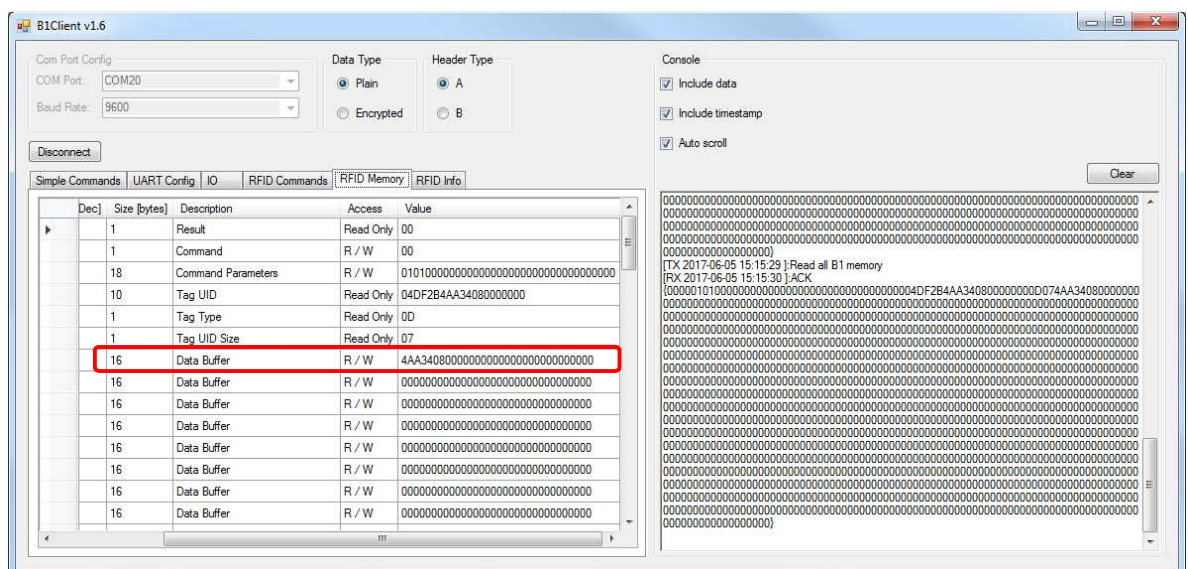 B1Client v1.6
Com Port Config
COM Port: COM20
Baud Rate: 9600
Data Type
Plain
Encrypted
Header Type
A
B
Disconnect
Simple Commands UART Config IO RFID Commands RFID Memory RFID Info
Dec] Size [bytes] Description Access Value
1 Result Read Only 00
1 Command R / W 00
18 Command Parameters R / W 010100000000000000000000000000000000
10 Tag UID Read Only 04DF2B4AA34080000000
1 Tag Type Read Only 0D
1 Tag UID Size Read Only 07
16 Data Buffer R / W 4AA34080000000000000000000000000
16 Data Buffer R / W 00000000000000000000000000000000
16 Data Buffer R / W 00000000000000000000000000000000
16 Data Buffer R / W 00000000000000000000000000000000
16 Data Buffer R / W 00000000000000000000000000000000
16 Data Buffer R / W 00000000000000000000000000000000
16 Data Buffer R / W 00000000000000000000000000000000
16 Data Buffer R / W 00000000000000000000000000000000
Console
Include data
Include timestamp
Auto scroll
Clear
[TX 2017-06-05 15:15:29 ]:Read all B1 memory
[RX 2017-06-05 15:15:30 ]:ACK
{000001010000000000000000000000000000000004DF2B4AA340800000000D074AA34080000000